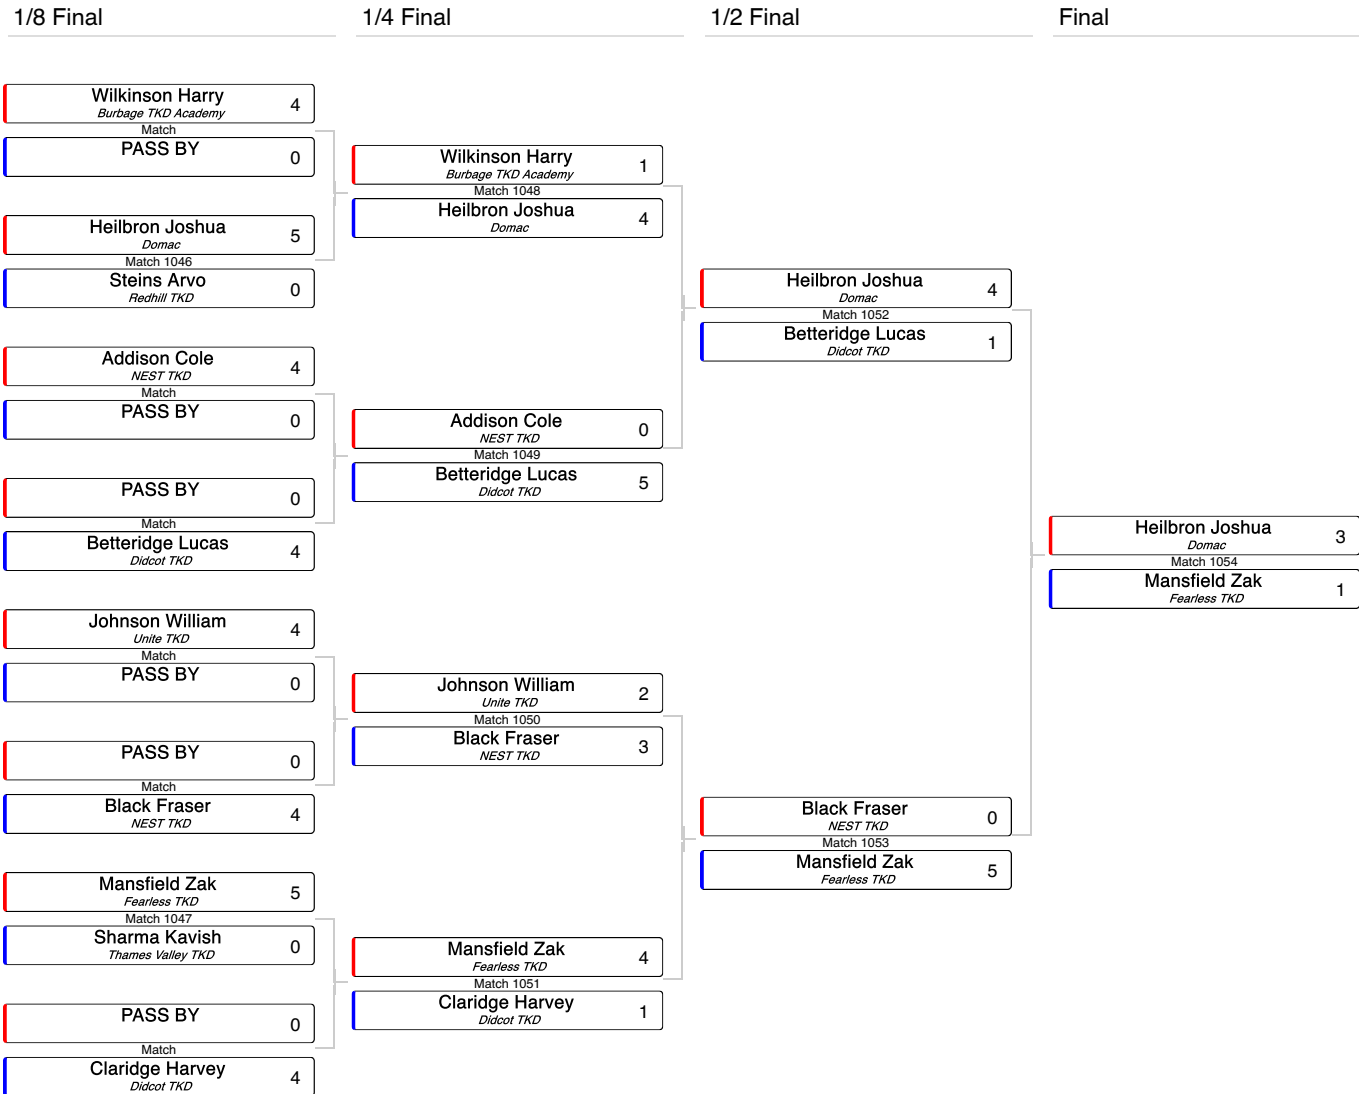 1/8 Final
1/4 Final
1/2 Final
Final
Wilkinson Harry 4
Burbage TKD Academy
Match
PASS BY 0
Heilbron Joshua 5
Domac
Match 1046
Steins Arvo 0
Redhill TKD
Addison Cole 4
NEST TKD
Match
PASS BY 0
PASS BY 0
Match
Betteridge Lucas 4
Didcot TKD
Johnson William 4
Unite TKD
Match
PASS BY 0
PASS BY 0
Match
Black Fraser 4
NEST TKD
Mansfield Zak 5
Fearless TKD
Match 1047
Sharma Kavish 0
Thames Valley TKD
PASS BY 0
Match
Claridge Harvey 4
Didcot TKD
Wilkinson Harry 1
Burbage TKD Academy
Match 1048
Heilbron Joshua 4
Domac
Addison Cole 0
NEST TKD
Match 1049
Betteridge Lucas 5
Didcot TKD
Johnson William 2
Unite TKD
Match 1050
Black Fraser 3
NEST TKD
Mansfield Zak 4
Fearless TKD
Match 1051
Claridge Harvey 1
Didcot TKD
Heilbron Joshua 4
Domac
Match 1052
Betteridge Lucas 1
Didcot TKD
Black Fraser 0
NEST TKD
Match 1053
Mansfield Zak 5
Fearless TKD
Heilbron Joshua 3
Domac
Match 1054
Mansfield Zak 1
Fearless TKD